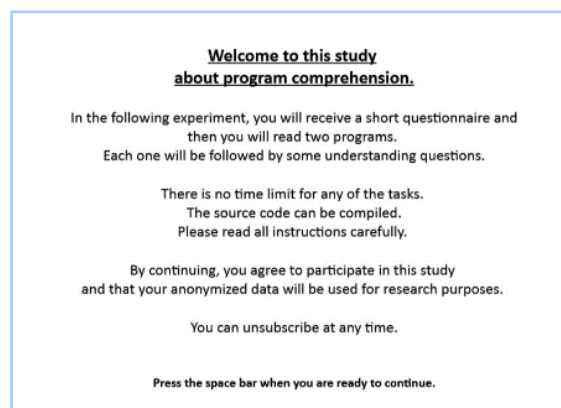 Welcome to this study
about program comprehension.
In the following experiment, you will receive a short questionnaire and
then you will read two programs.
Each one will be followed by some understanding questions.
There is no time limit for any of the tasks.
The source code can be compiled.
Please read all instructions carefully.
By continuing, you agree to participate in this study
and that your anonymized data will be used for research purposes.
You can unsubscribe at any time.
Press the space bar when you are ready to continue.